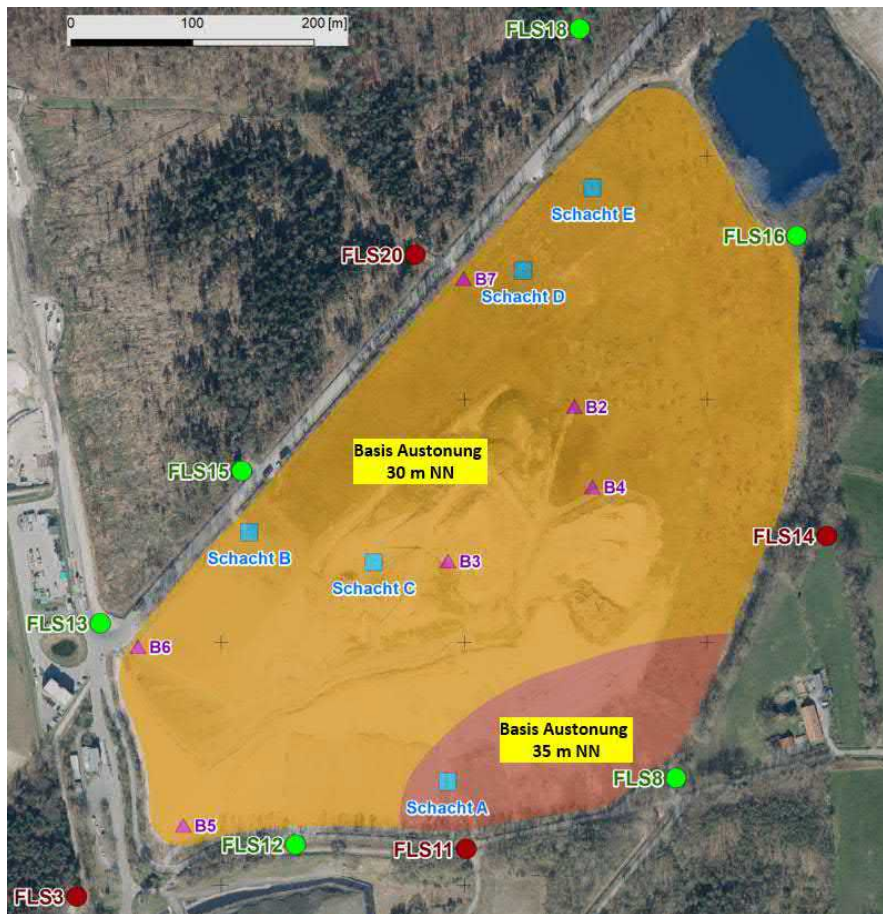 0 100 200 [m]
FLS18
Schacht E
FLS16
FLS20
B7
Schacht D
B2
Basis Austonung
30 m NN
FLS15
B4
FLS14
Schacht B
B3
Schacht C
FLS13
B6
Basis Austonung
35 m NN
FLS8
Schacht A
B5
FLS12
FLS11
FLS3